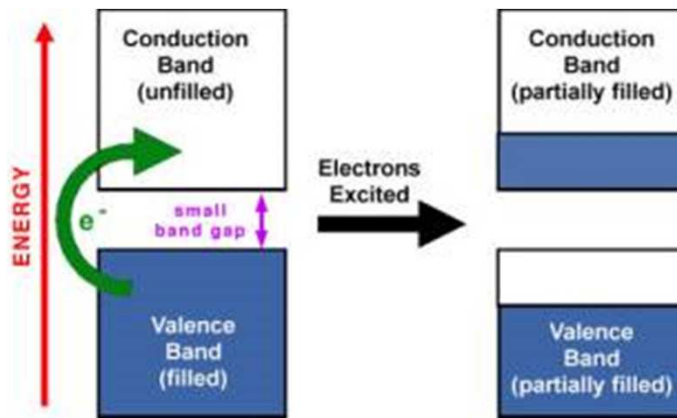 Conduction
Band
(unfilled)
Conduction
Band
(partially filled)
ENERGY
e-
small
band gap
Electrons
Excited
Valence
Band
(filled)
Valence
Band
(partially filled)